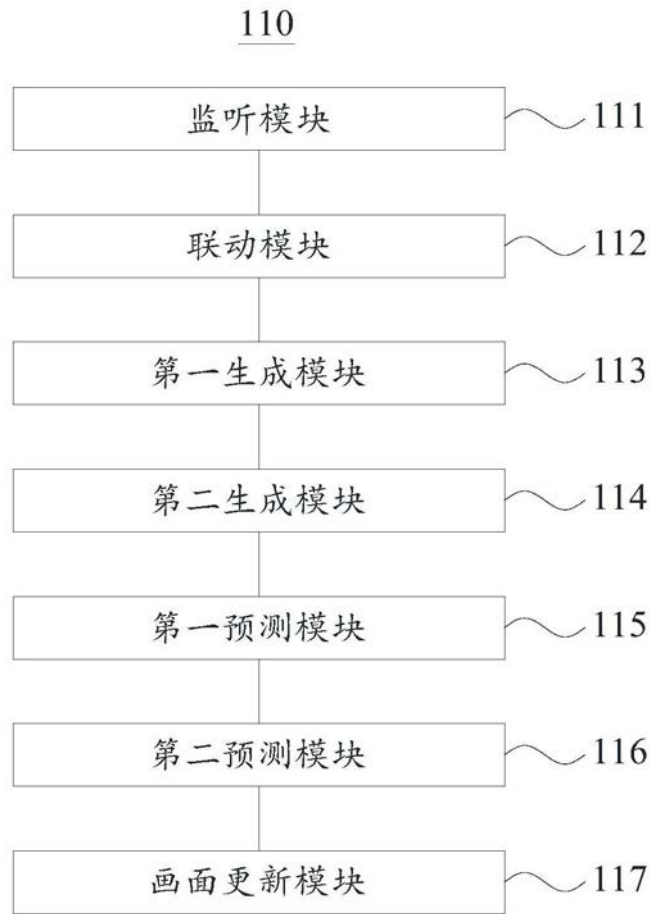 110
监听模块 111
联动模块 112
第一生成模块 113
第二生成模块 114
第一预测模块 115
第二预测模块 116
画面更新模块 117